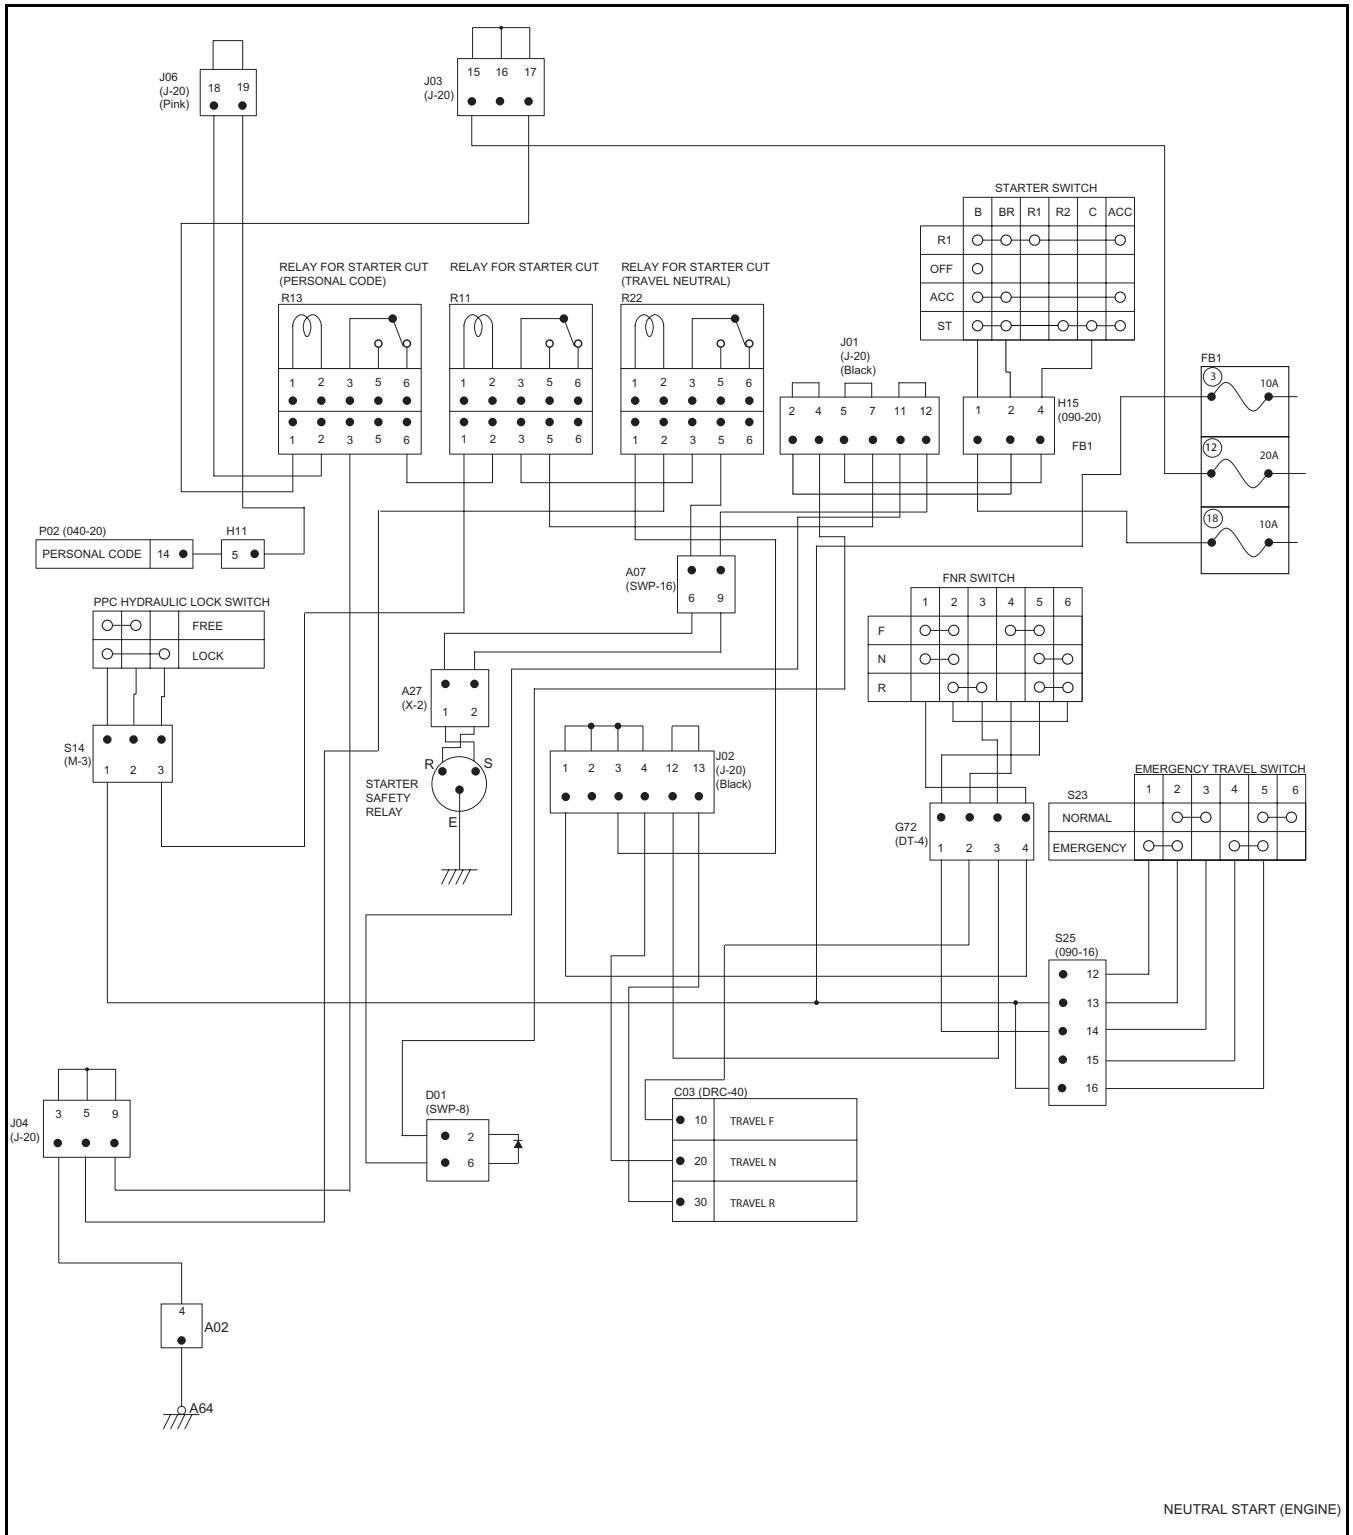 J06
(J-20)
(Pink)
18 19
J03
(J-20)
15 16 17
STARTER SWITCH
B BR R1 R2 C ACC
R1
OFF
ACC
ST
RELAY FOR STARTER CUT
(PERSONAL CODE)
R13
1 2 3 5 6
1 2 3 5 6
RELAY FOR STARTER CUT
R11
1 2 3 5 6
1 2 3 5 6
RELAY FOR STARTER CUT
(TRAVEL NEUTRAL)
R22
1 2 3 5 6
1 2 3 5 6
J01
(J-20)
(Black)
2 4 5 7 11 12
1 2 4
H15
(090-20)
FB1
FB1
3 10A
12 20A
18 10A
P02 (040-20)
PERSONAL CODE 14
H11
5
A07
(SWP-16)
6 9
PPC HYDRAULIC LOCK SWITCH
FREE
LOCK
FNR SWITCH
1 2 3 4 5 6
F
N
R
A27
(X-2)
1 2
S14
(M-3)
1 2 3
R S
STARTER
SAFETY
RELAY
E
J02
(J-20)
(Black)
1 2 3 4 12 13
EMERGENCY TRAVEL SWITCH
S23
1 2 3 4 5 6
NORMAL
EMERGENCY
G72
(DT-4)
1 2 3 4
S25
(090-16)
12
13
14
15
16
J04
(J-20)
3 5 9
D01
(SWP-8)
2
6
C03 (DRC-40)
10 TRAVEL F
20 TRAVEL N
30 TRAVEL R
4
A02
A64
NEUTRAL START (ENGINE)